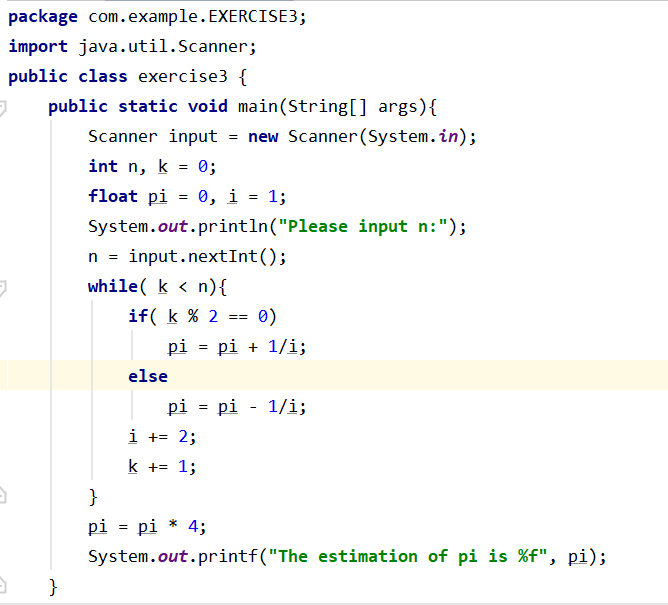 package com.example.EXERCISE3;
import java.util.Scanner;
public class exercise3 {
    public static void main(String[] args){
        Scanner input = new Scanner(System.in);
        int n, k = 0;
        float pi = 0, i = 1;
        System.out.println("Please input n:");
        n = input.nextInt();
        while( k < n){
            if( k % 2 == 0)
                pi = pi + 1/i;
            else
                pi = pi - 1/i;
            i += 2;
            k += 1;
        }
        pi = pi * 4;
        System.out.printf("The estimation of pi is %f", pi);
    }